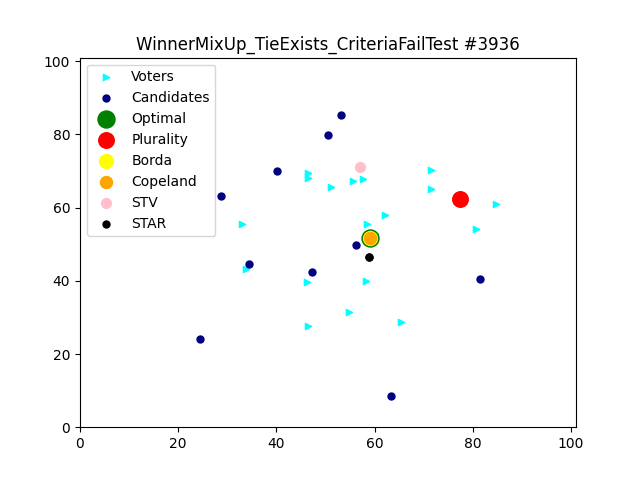 WinnerMixUp_TieExists_CriteriaFailTest #3936
100
80
60
40
20
0
Voters
Candidates
Optimal
Plurality
Borda
Copeland
STV
STAR
0 20 40 60 80 100